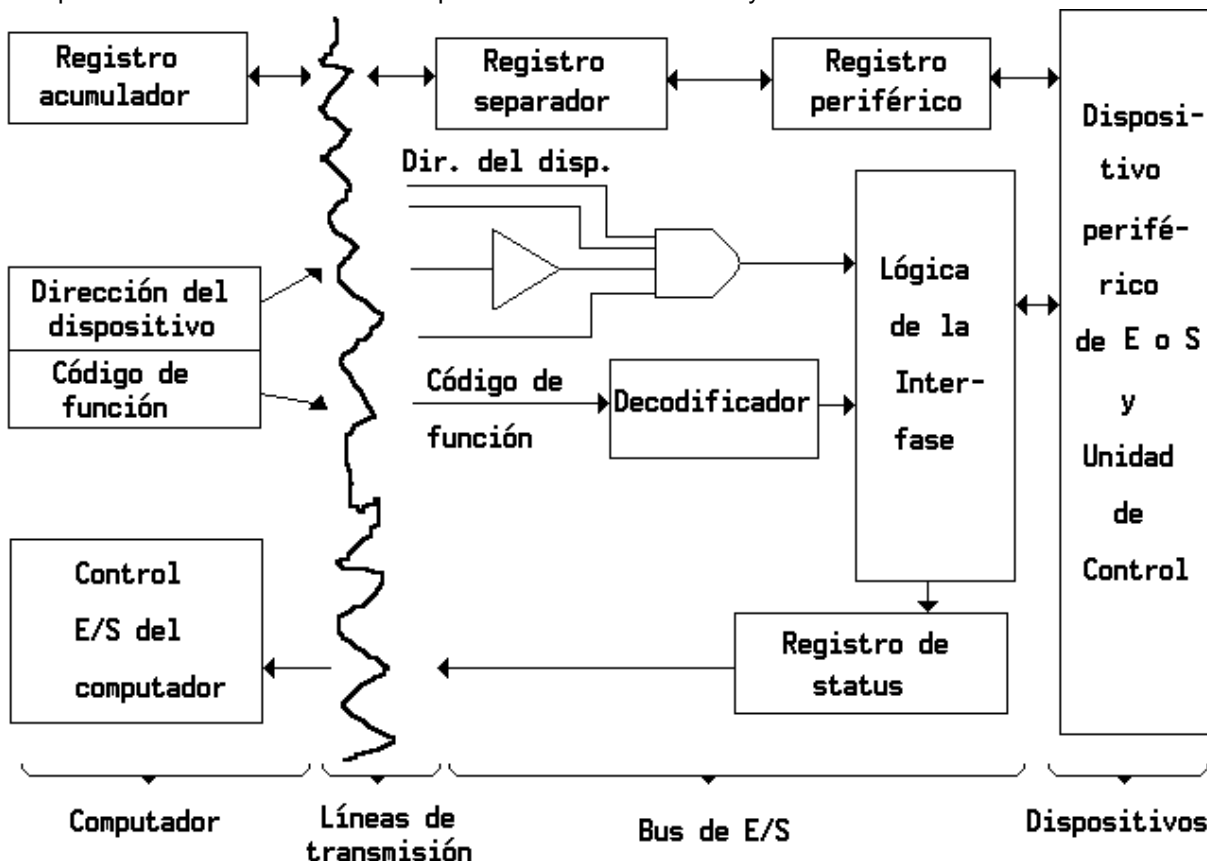 Registro
acumulador
Registro
separador
Registro
periférico
Disposi-
tivo
perifé-
rico
de E o S
y
Unidad
de
Control
Dir. del disp.
Dirección del
dispositivo
Código de
función
Lógica
de la
Inter-
fase
Código de
función
Decodificador
Control
E/S del
computador
Registro de
status
Computador
Líneas de
transmisión
Bus de E/S
Dispositivos